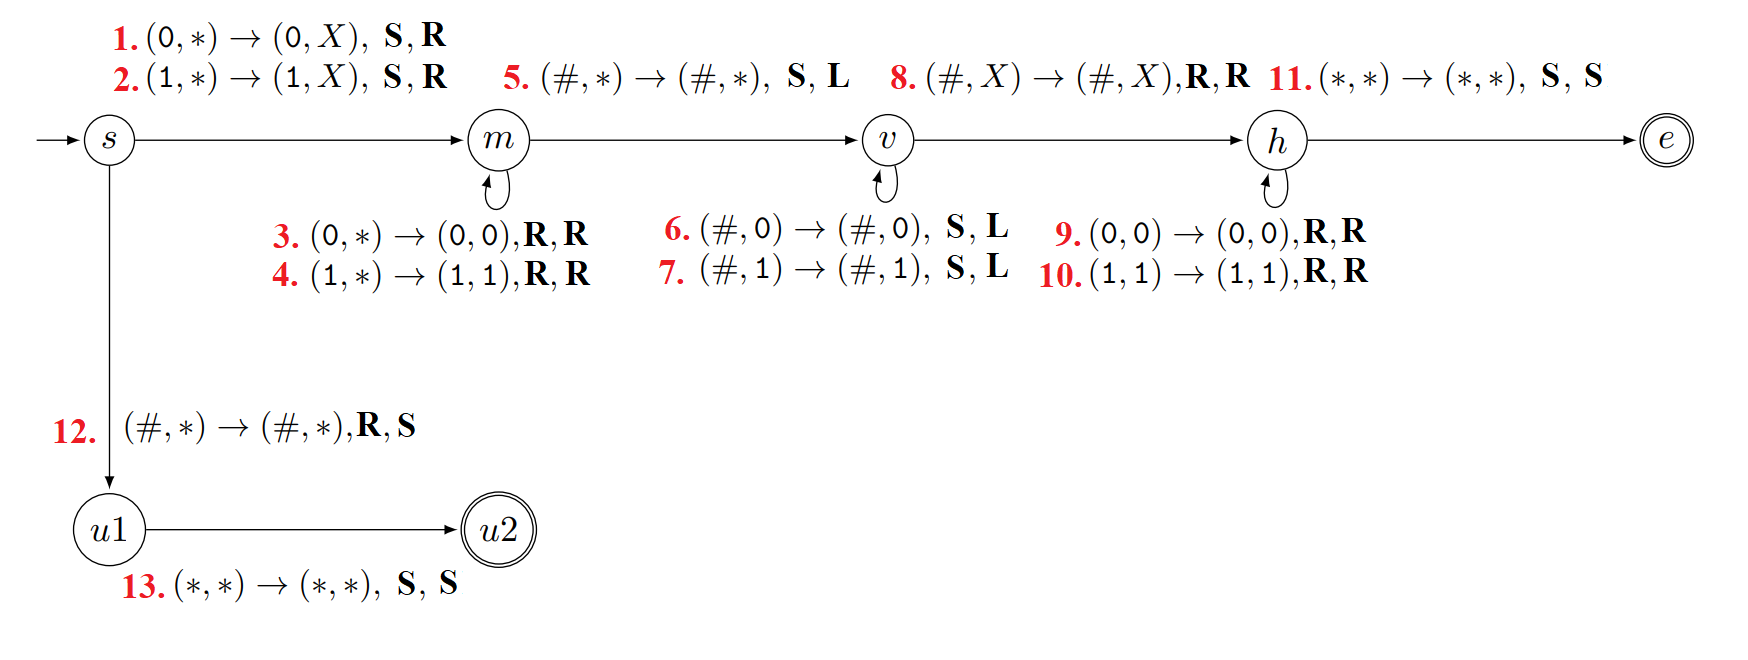 1. (0, ∗) → (0, X), S, R
2. (1, ∗) → (1, X), S, R
5. (#, ∗) → (#, ∗), S, L
8. (#, X) → (#, X),R, R
11. (∗, ∗) → (∗, ∗), S, S
s
m
v
h
e
3. (0, ∗) → (0, 0),R, R
4. (1, ∗) → (1, 1),R, R
6. (#, 0) → (#, 0), S, L
7. (#, 1) → (#, 1), S, L
9. (0, 0) → (0, 0),R, R
10. (1, 1) → (1, 1),R, R
12. (#, ∗) → (#, ∗),R, S
u1
u2
13. (∗, ∗) → (∗, ∗), S, S